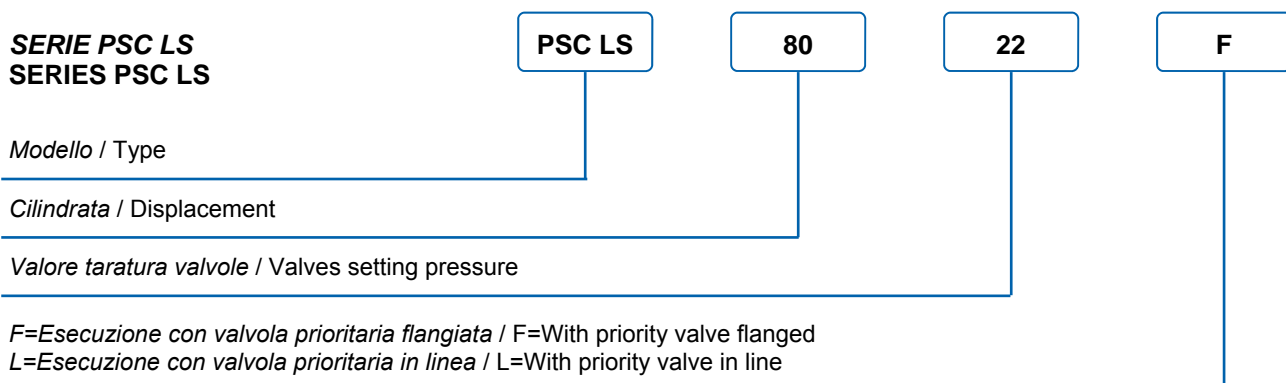 SERIE PSC LS
SERIES PSC LS
PSC LS 80 22 F
Modello / Type
Cilindrata / Displacement
Valore taratura valvole / Valves setting pressure
F=Esecuzione con valvola prioritaria flangiata / F=With priority valve flanged
L=Esecuzione con valvola prioritaria in linea / L=With priority valve in line